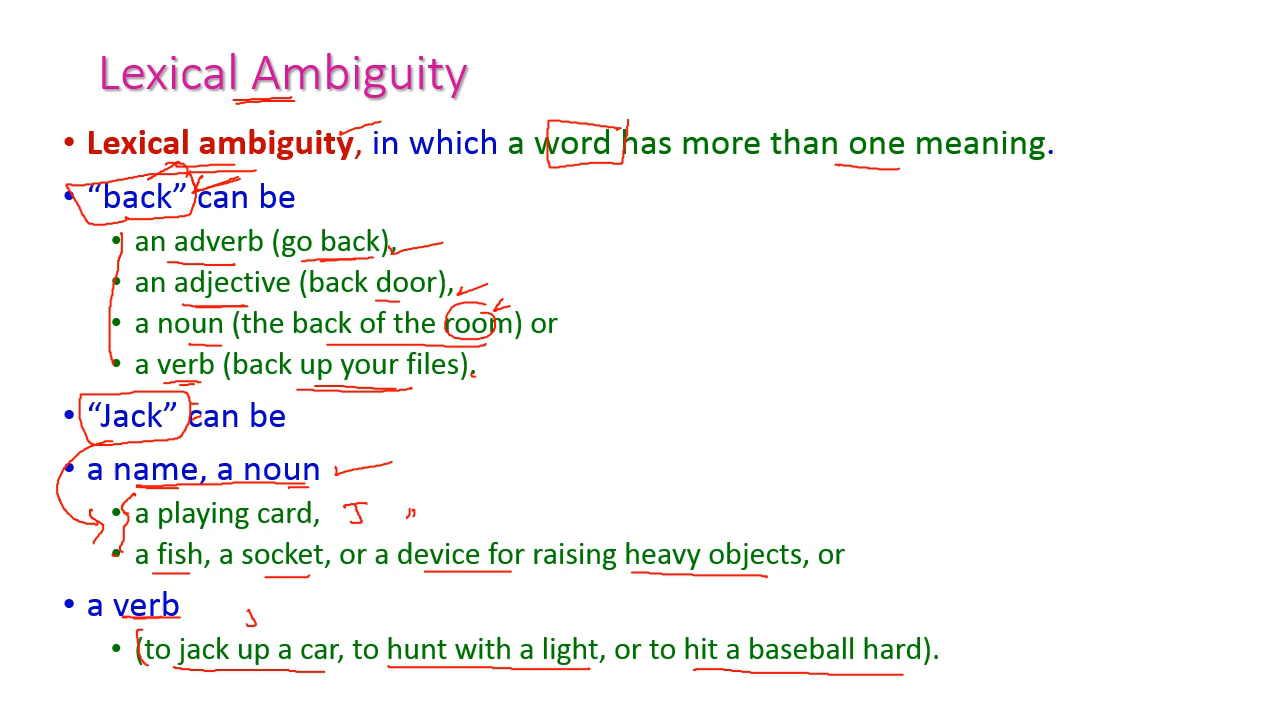 Lexical Ambiguity
• Lexical ambiguity, in which a word has more than one meaning.
• “back” can be
• an adverb (go back),
• an adjective (back door),
• a noun (the back of the room) or
• a verb (back up your files).
• “Jack” can be
• a name, a noun
• a playing card, J "
• a fish, a socket, or a device for raising heavy objects, or
• a verb
• (to jack up a car, to hunt with a light, or to hit a baseball hard).